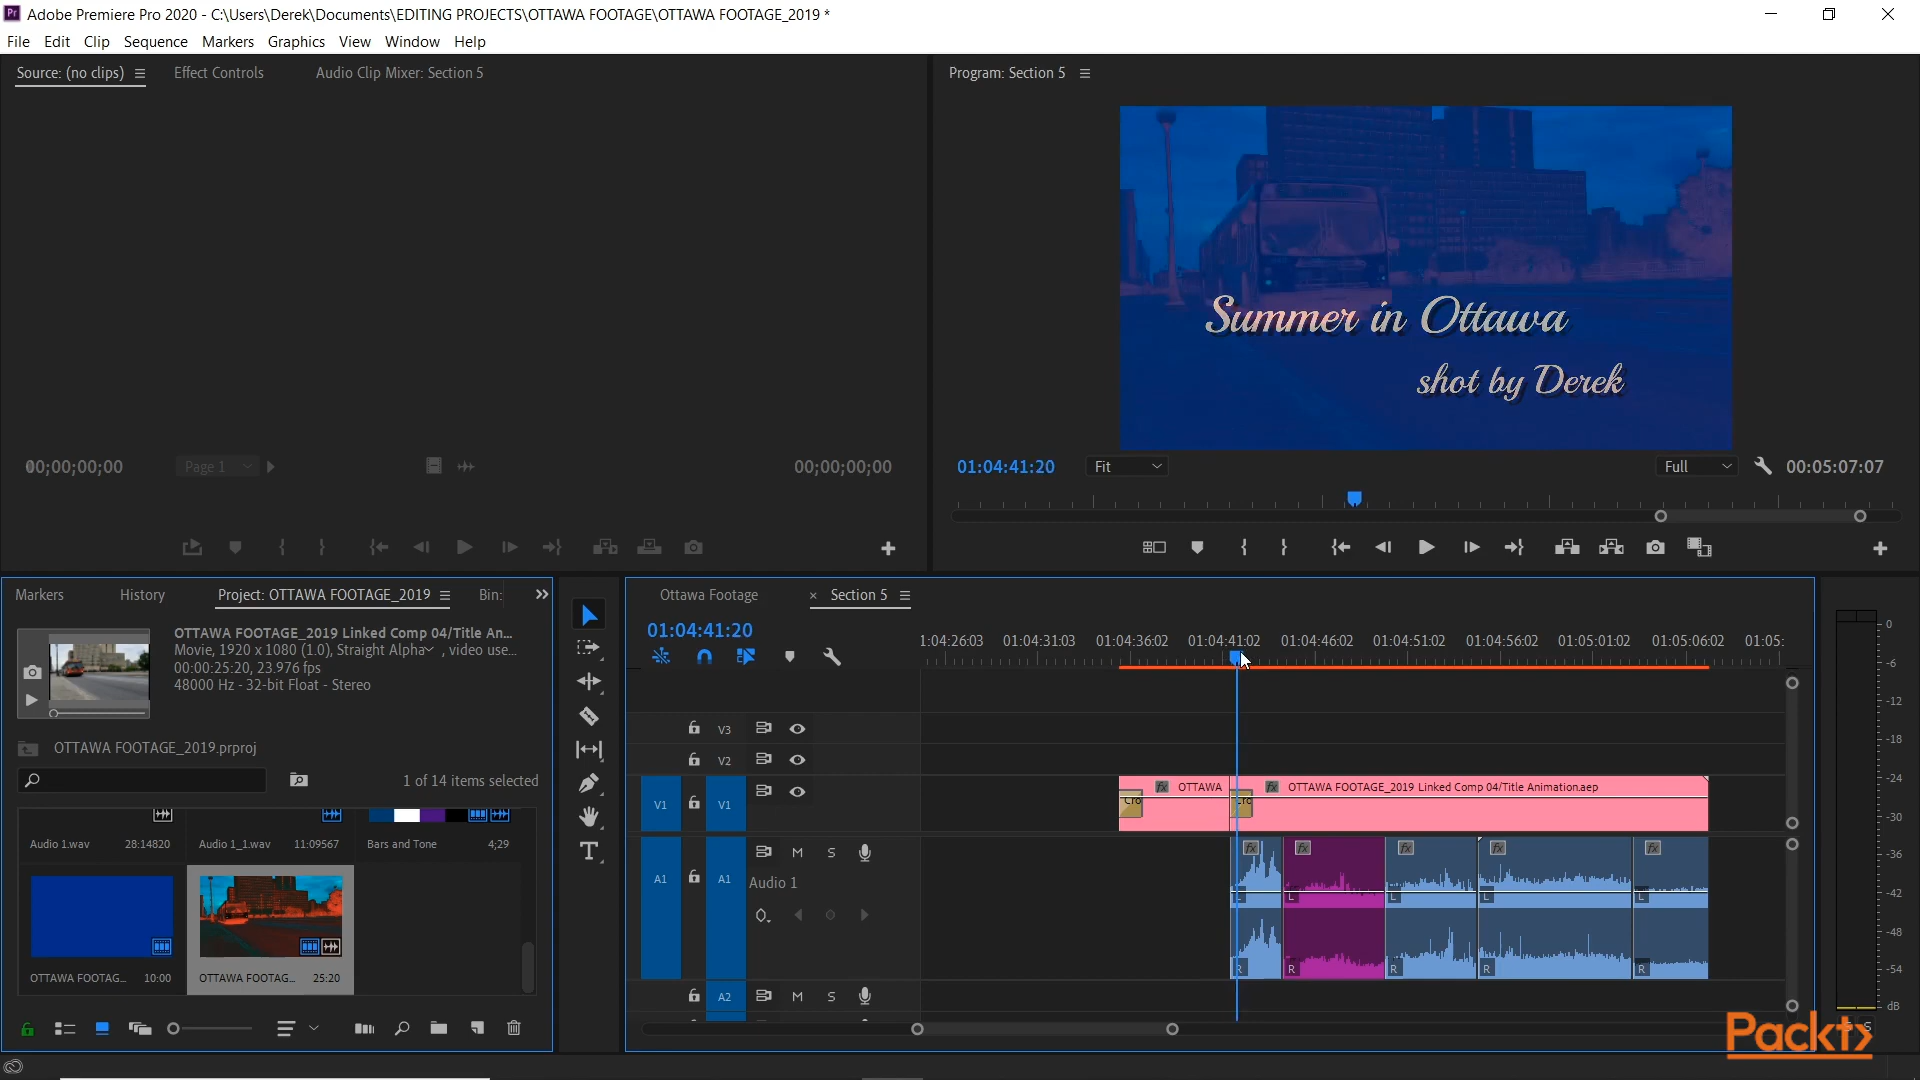 Adobe Premiere Pro 2020 - C:\Users\Derek\Documents\EDITING PROJECTS\OTTAWA FOOTAGE\OTTAWA FOOTAGE_2019 *
File Edit Clip Sequence Markers Graphics View Window Help
Source: (no clips) Effect Controls Audio Clip Mixer: Section 5
Program: Section 5
Summer in Ottawa
shot by Derek
00;00;00;00 Page 1 00;00;00;00
01:04:41:20 Fit Full 00:05:07:07
Markers History Project: OTTAWA FOOTAGE_2019 Bin:
OTTAWA FOOTAGE_2019 Linked Comp 04/Title An...
Movie, 1920 x 1080 (1.0), Straight Alpha , video use...
00:00:25:20, 23.976 fps
48000 Hz - 32-bit Float - Stereo
OTTAWA FOOTAGE_2019.prproj
1 of 14 items selected
Audio 1.wav 28:14820 Audio 1_1.wav 11:09567 Bars and Tone 4;29
OTTAWA FOOTAG... 10:00 OTTAWA FOOTAG... 25:20
Ottawa Footage × Section 5
01:04:41:20
1:04:26:03 01:04:31:03 01:04:36:02 01:04:41:02 01:04:46:02 01:04:51:02 01:04:56:02 01:05:01:02 01:05:06:02 01:05:
V3
V2
V1 V1
fx OTTAWA fx OTTAWA FOOTAGE_2019 Linked Comp 04/Title Animation.aep
Cro Cro
A1 A1 M S
Audio 1
fx fx fx fx fx
L L L L L
R R R R R
A2 M S
0
-6
-12
-18
-24
-30
-36
-42
-48
-54
dB
S
Packt